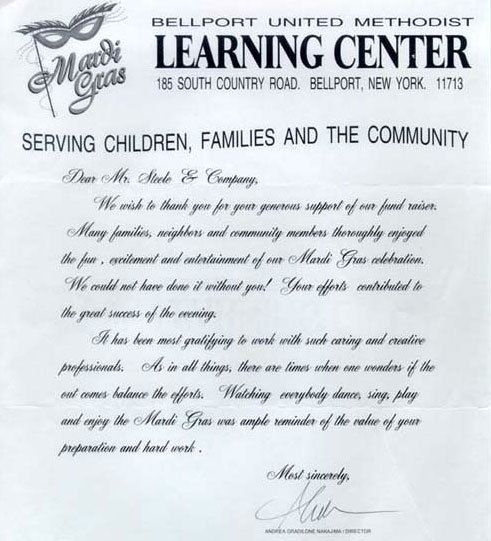 Mardi
Gras
BELLPORT UNITED METHODIST
LEARNING CENTER
185 SOUTH COUNTRY ROAD. BELLPORT, NEW YORK. 11713
SERVING CHILDREN, FAMILIES AND THE COMMUNITY
Dear Mr. Steele & Company,
We wish to thank you for your generous support of our fund raiser.
Many families, neighbors and community members thoroughly enjoyed
the fun , excitement and entertainment of our Mardi Gras celebration.
We could not have done it without you! Your efforts contributed to
the great success of the evening.
It has been most gratifying to work with such caring and creative
professionals. As in all things, there are times when one wonders if the
out comes balance the efforts. Watching everybody dance, sing, play
and enjoy the Mardi Gras was ample reminder of the value of your
preparation and hard work .
Most sincerely,
ANDREA GRADILONE NAKAJIMA / DIRECTOR